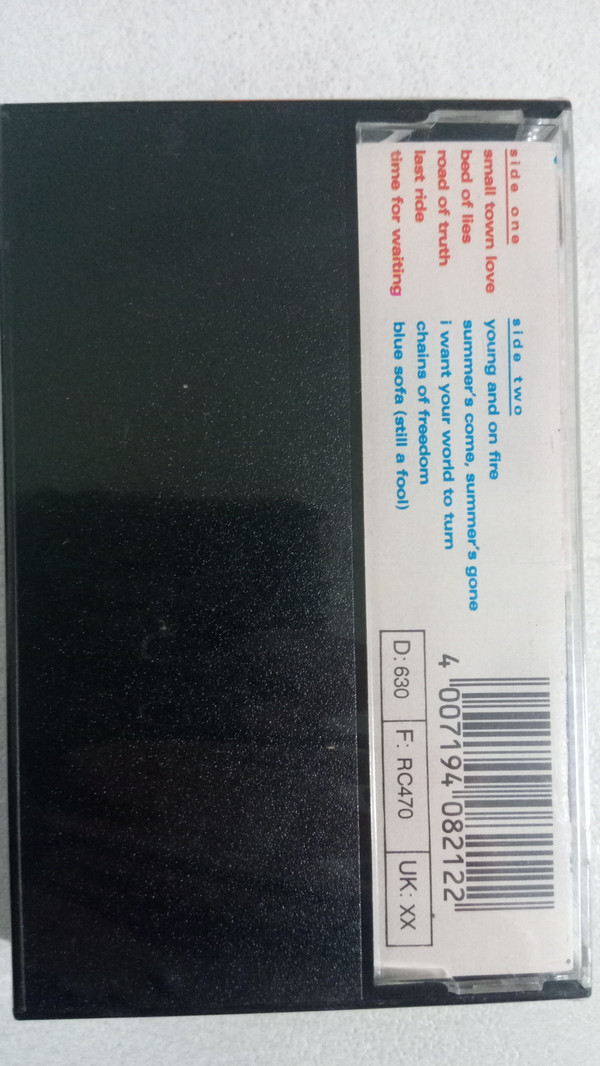 side one
small town love
bed of lies
road of truth
last ride
time for waiting
side two
young and on fire
summer's come, summer's gone
i want your world to turn
chains of freedom
blue sofa (still a fool)
4 007194 082122
D: 630 F: RC470 UK: XX